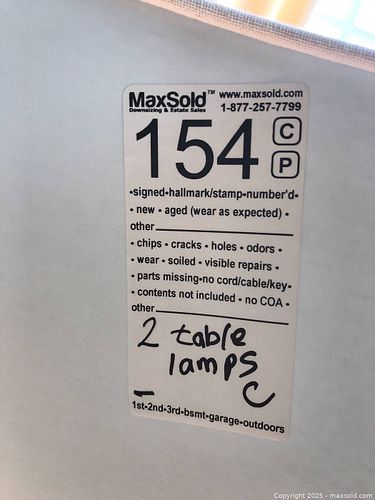 MaxSold™ www.maxsold.com
Downsizing & Estate Sales 1-877-257-7799
154 C
P
•signed•hallmark/stamp•number'd•
• new • aged (wear as expected) •
other
• chips • cracks • holes • odors •
• wear • soiled • visible repairs •
• parts missing•no cord/cable/key•
• contents not included • no COA •
other
2 table
lamps
– C
1st•2nd•3rd•bsmt•garage•outdoors
Copyright 2025 - maxsold.com